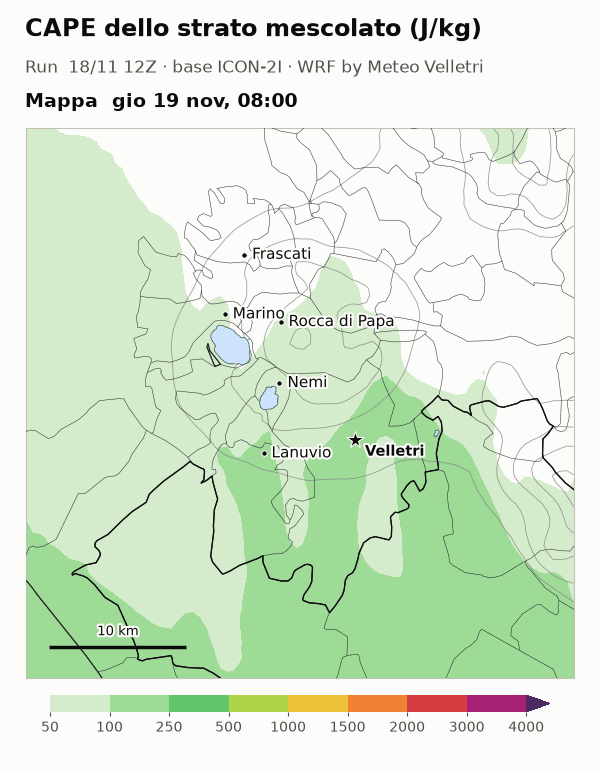 CAPE dello strato mescolato (J/kg)
Run 18/11 12Z · base ICON-2I · WRF by Meteo Velletri
Mappa gio 19 nov, 08:00
Frascati
Marino
Rocca di Papa
Nemi
Velletri
Lanuvio
10 km
50 100 250 500 1000 1500 2000 3000 4000